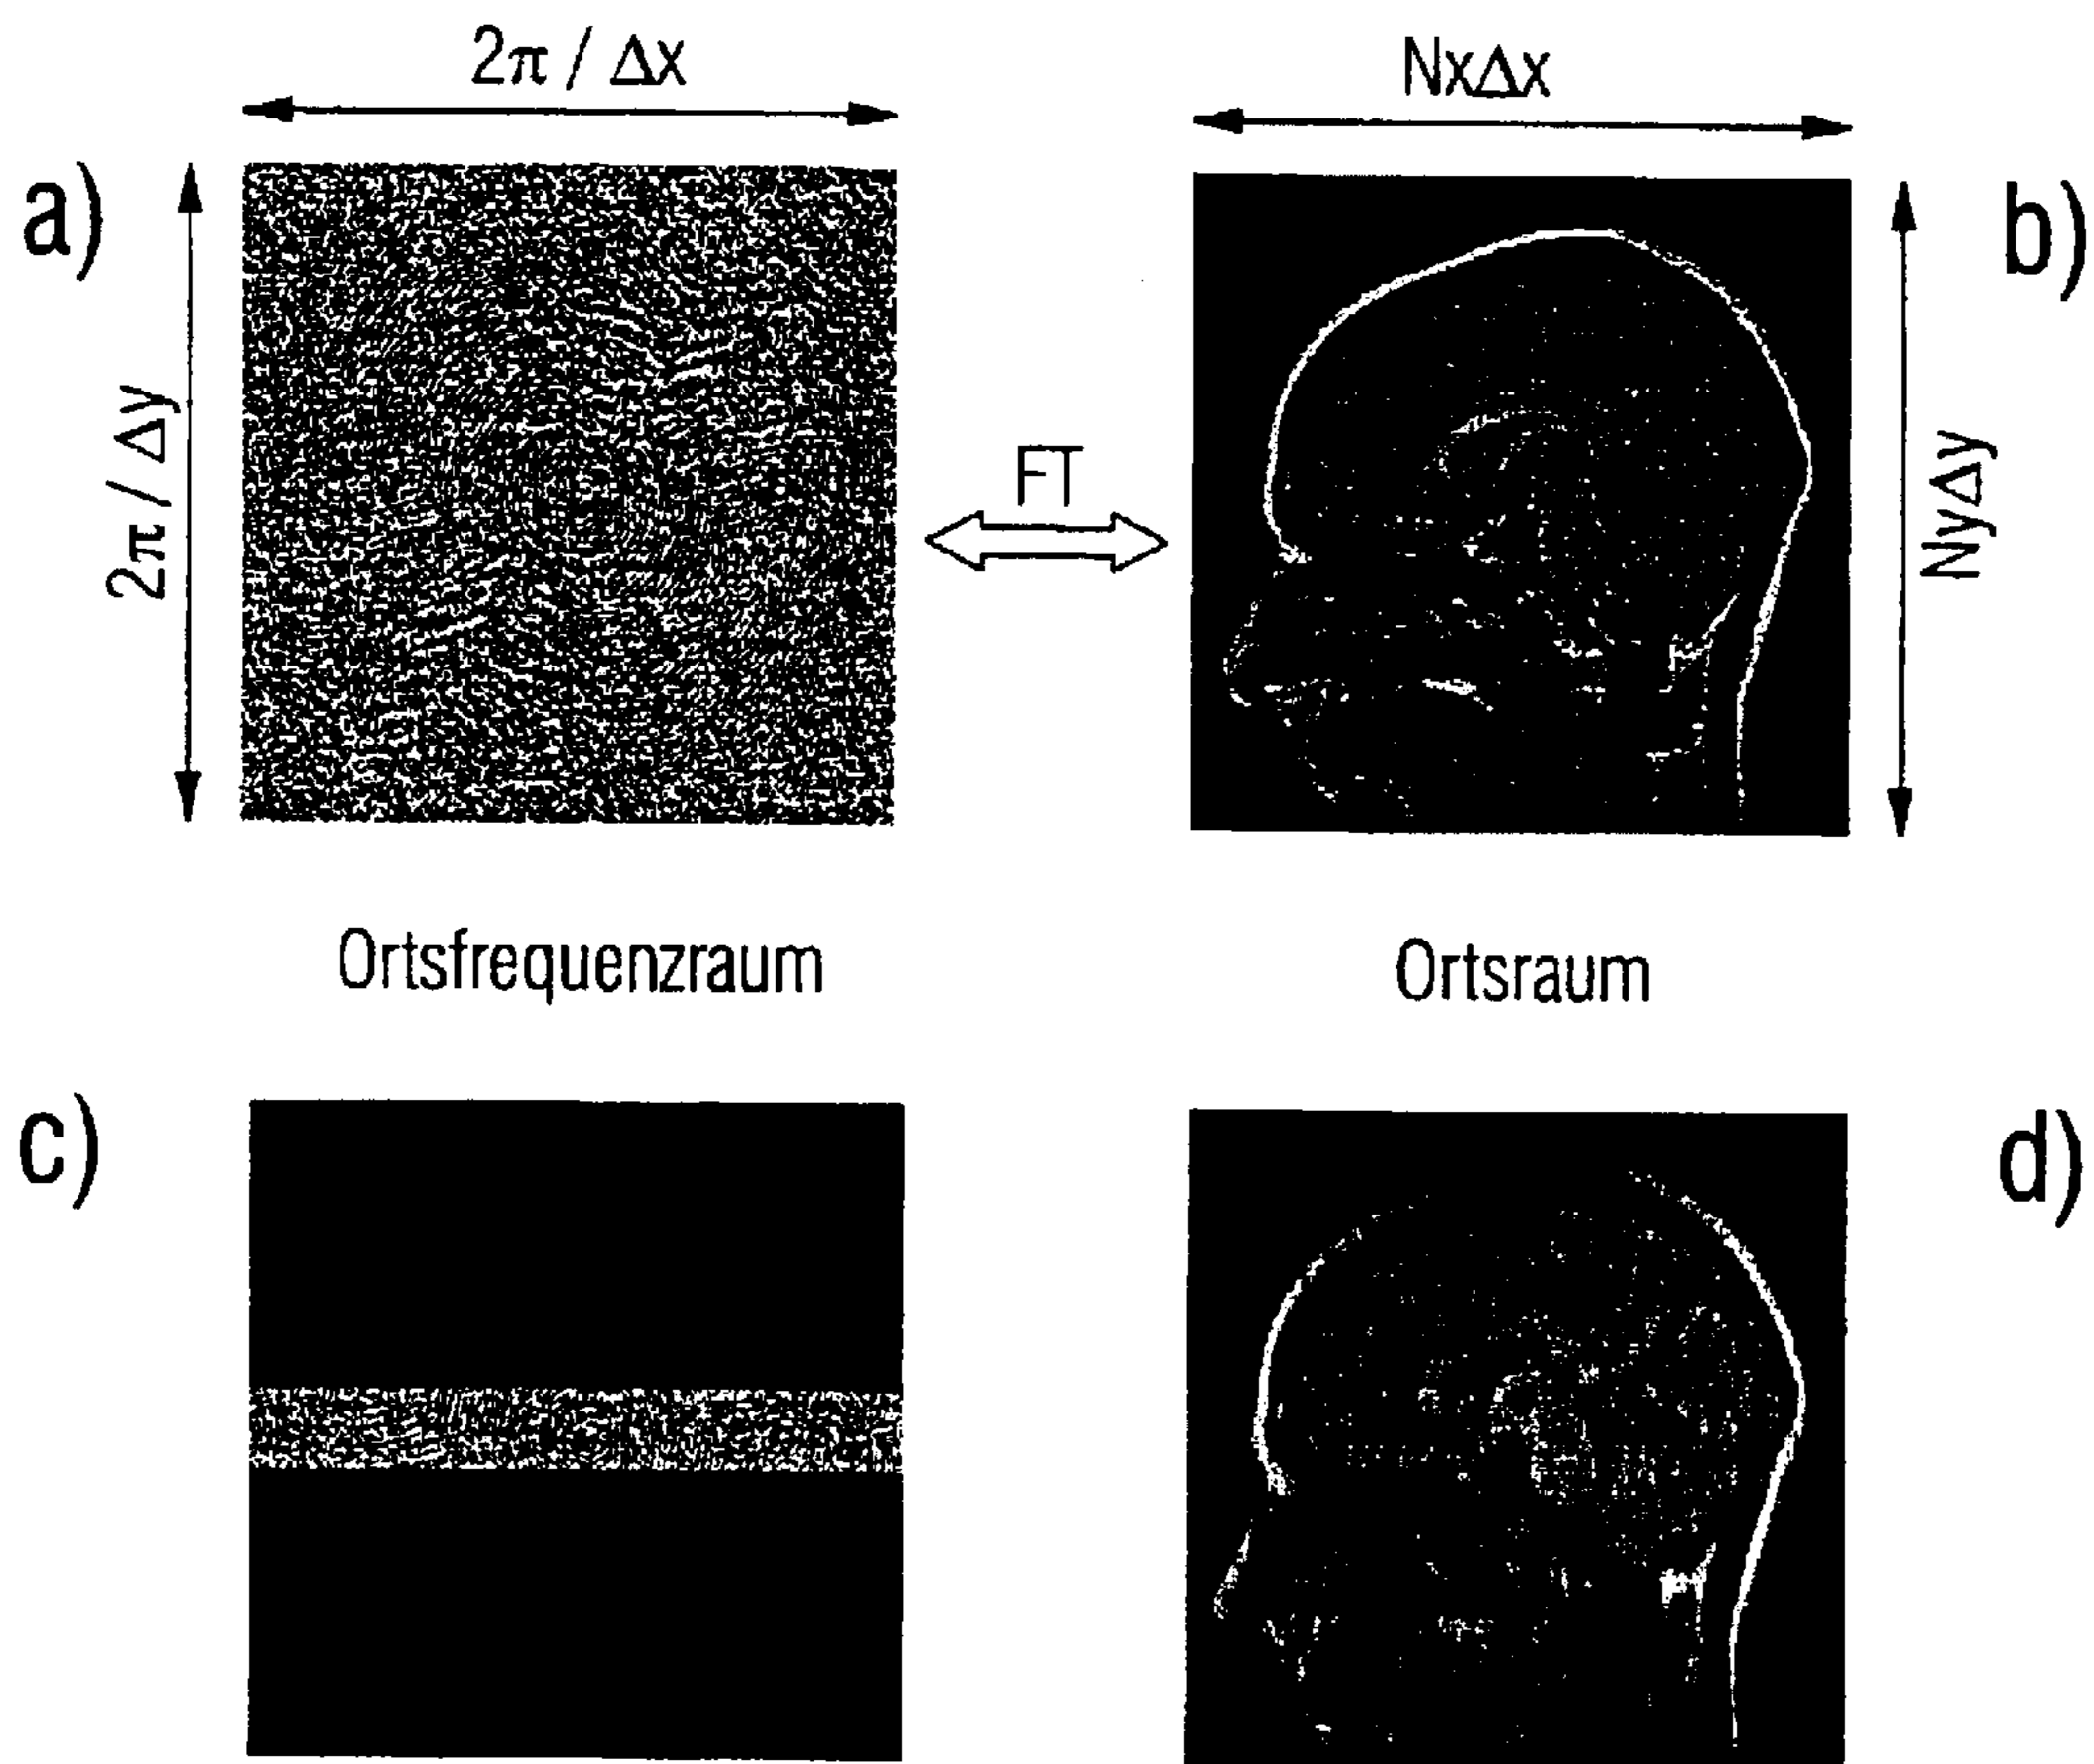 2π / Δx
NxΔx
a)
b)
2π / Δy
FT
NyΔy
Ortsfrequenzraum
Ortsraum
c)
d)